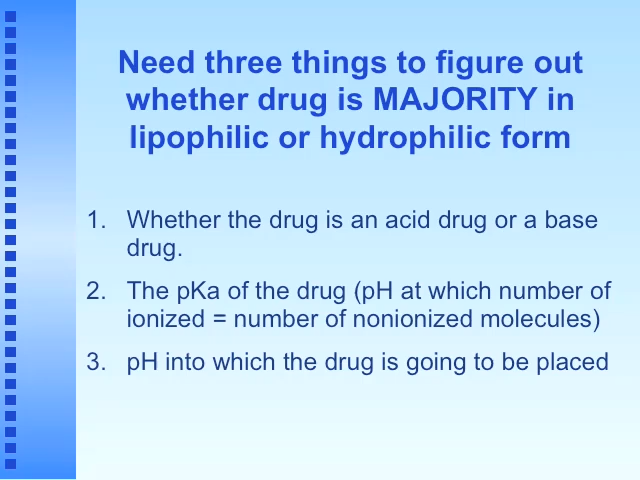 Need three things to figure out
whether drug is MAJORITY in
lipophilic or hydrophilic form
1. Whether the drug is an acid drug or a base
drug.
2. The pKa of the drug (pH at which number of
ionized = number of nonionized molecules)
3. pH into which the drug is going to be placed